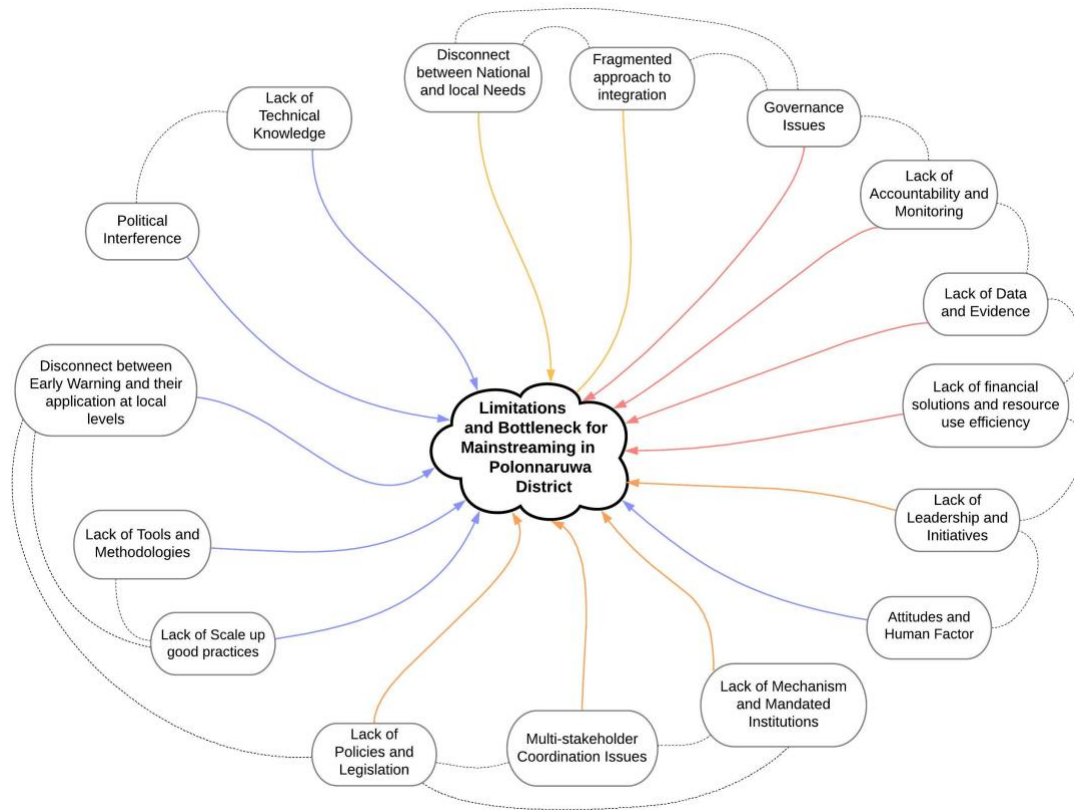 Disconnect
between National
and local Needs
Fragmented
approach to
integration
Governance
Issues
Lack of
Technical
Knowledge
Lack of
Accountability and
Monitoring
Political
Interference
Lack of Data
and Evidence
Disconnect between
Early Warning and their
application at local
levels
Lack of financial
solutions and resource
use efficiency
Limitations
and Bottleneck for
Mainstreaming in
Polonnaruwa
District
Lack of
Leadership and
Initiatives
Lack of Tools and
Methodologies
Attitudes and
Human Factor
Lack of Scale up
good practices
Lack of Mechanism
and Mandated
Institutions
Lack of
Policies and
Legislation
Multi-stakeholder
Coordination Issues